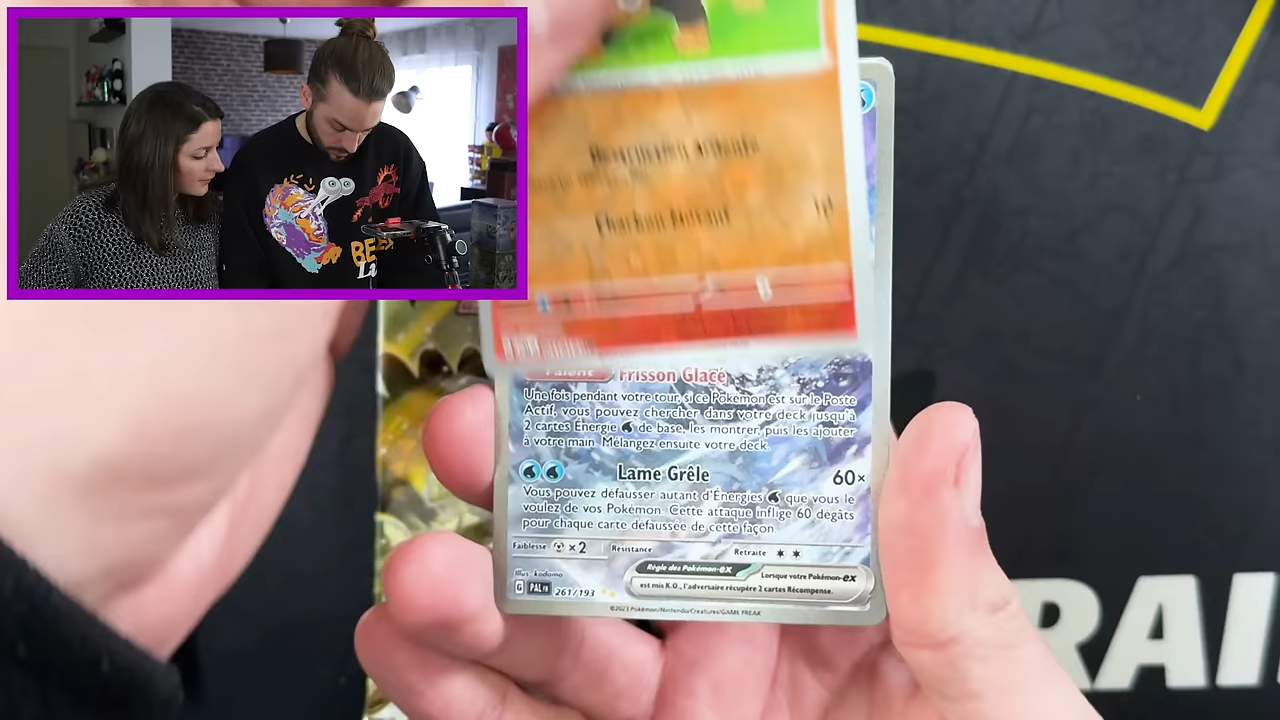 BEEF
Talent Frisson Glacé
Une fois pendant votre tour, si ce Pokémon est sur le Poste
Actif, vous pouvez chercher dans votre deck jusqu'à
2 cartes Énergie de base, les montrer, puis les ajouter
à votre main. Mélangez ensuite votre deck.
Lame Grêle 60×
Vous pouvez défausser autant d'Énergies que vous le
voulez de vos Pokémon. Cette attaque inflige 60 dégâts
pour chaque carte défaussée de cette façon.
Faiblesse ×2 Résistance Retraite
Illus. kodama
Règle des Pokémon-ex Lorsque votre Pokémon-ex
est mis K.O., l'adversaire récupère 2 cartes Récompense.
G PAL FR 261/193
©2023 Pokémon/Nintendo/Creatures/GAME FREAK
RAI